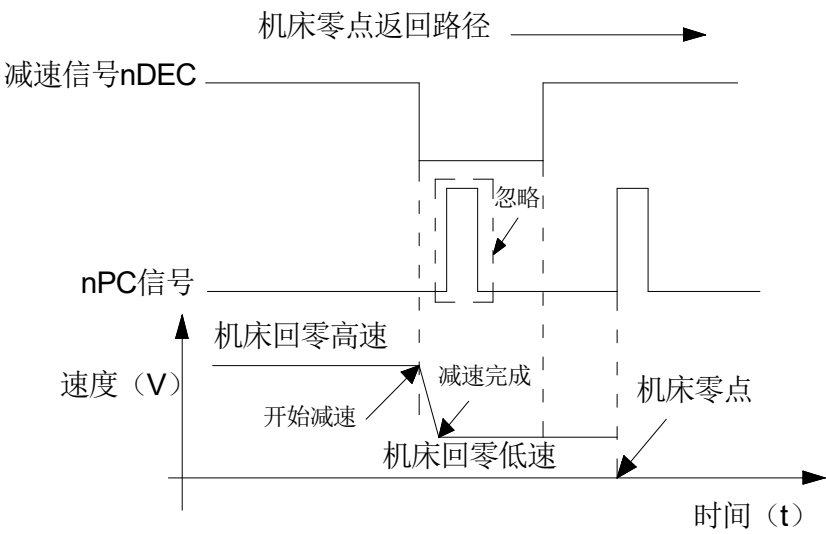 机床零点返回路径
减速信号nDEC
忽略
nPC信号
机床回零高速
速度（V）
减速完成
机床零点
开始减速
机床回零低速
时间（t）